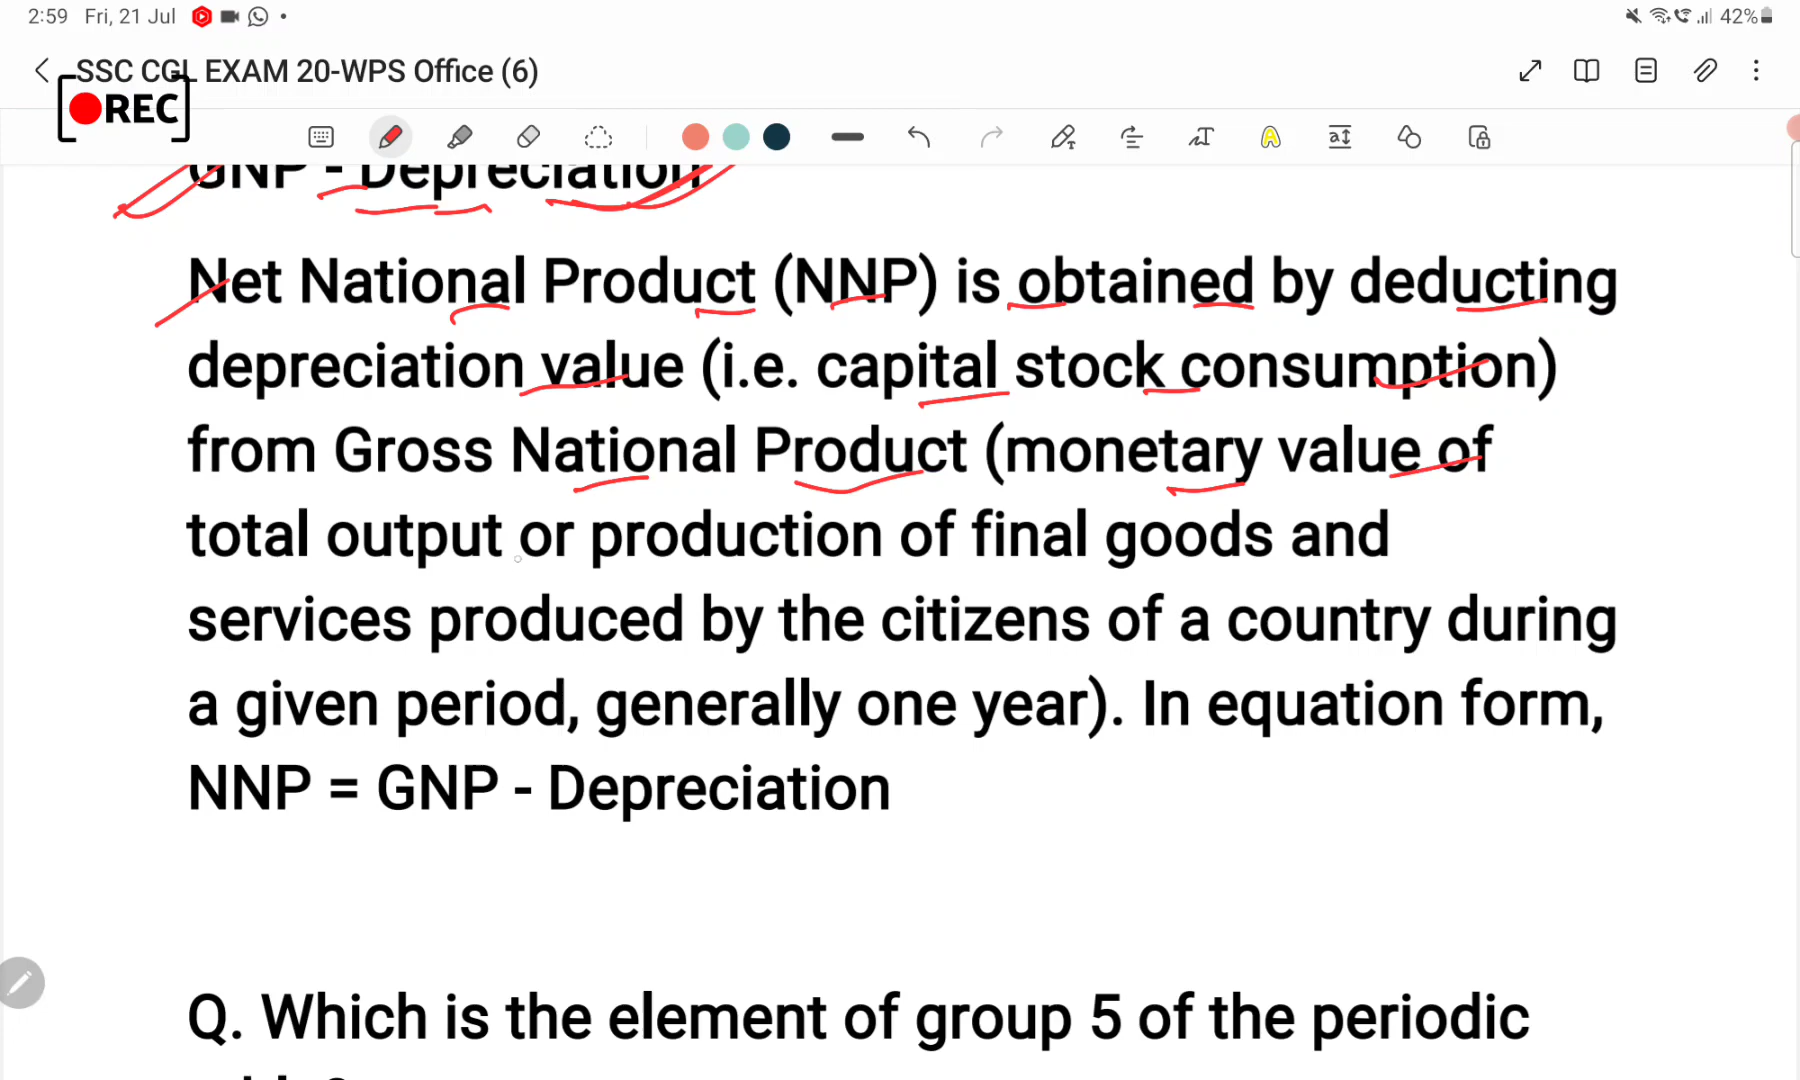 2:59 Fri, 21 Jul 42%
SSC CGL EXAM 20-WPS Office (6)
REC
GNP - Depreciation
Net National Product (NNP) is obtained by deducting
depreciation value (i.e. capital stock consumption)
from Gross National Product (monetary value of
total output or production of final goods and
services produced by the citizens of a country during
a given period, generally one year). In equation form,
NNP = GNP - Depreciation
Q. Which is the element of group 5 of the periodic